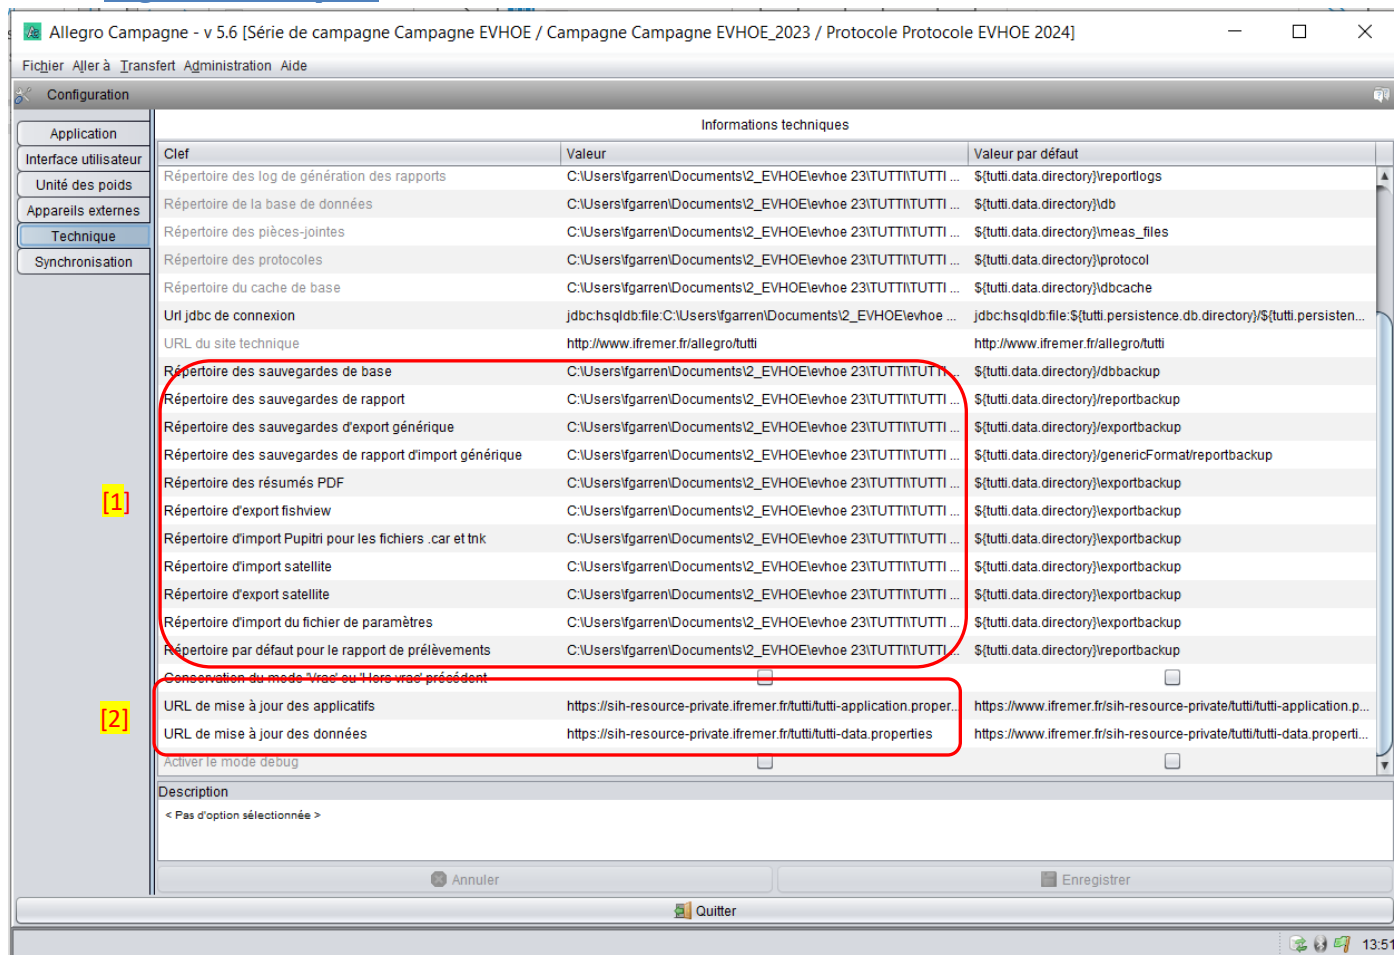 Allegro Campagne - v 5.6 [Série de campagne Campagne EVHOE / Campagne Campagne EVHOE_2023 / Protocole Protocole EVHOE 2024]
Fichier Aller à Transfert Administration Aide
Configuration
Application
Interface utilisateur
Unité des poids
Appareils externes
Technique
Synchronisation
Informations techniques
Clef Valeur Valeur par défaut
Répertoire des log de génération des rapports C:\Users\fgarren\Documents\2_EVHOE\evhoe 23\TUTTI\TUTTI ... ${tutti.data.directory}\reportlogs
Répertoire de la base de données C:\Users\fgarren\Documents\2_EVHOE\evhoe 23\TUTTI\TUTTI ... ${tutti.data.directory}\db
Répertoire des pièces-jointes C:\Users\fgarren\Documents\2_EVHOE\evhoe 23\TUTTI\TUTTI ... ${tutti.data.directory}\meas_files
Répertoire des protocoles C:\Users\fgarren\Documents\2_EVHOE\evhoe 23\TUTTI\TUTTI ... ${tutti.data.directory}\protocol
Répertoire du cache de base C:\Users\fgarren\Documents\2_EVHOE\evhoe 23\TUTTI\TUTTI ... ${tutti.data.directory}\dbcache
Url jdbc de connexion jdbc:hsqldb:file:C:\Users\fgarren\Documents\2_EVHOE\evhoe ... jdbc:hsqldb:file:${tutti.persistence.db.directory}/${tutti.persisten...
URL du site technique http://www.ifremer.fr/allegro/tutti http://www.ifremer.fr/allegro/tutti
Répertoire des sauvegardes de base C:\Users\fgarren\Documents\2_EVHOE\evhoe 23\TUTTI\TUTTI ... ${tutti.data.directory}/dbbackup
Répertoire des sauvegardes de rapport C:\Users\fgarren\Documents\2_EVHOE\evhoe 23\TUTTI\TUTTI ... ${tutti.data.directory}/reportbackup
Répertoire des sauvegardes d'export générique C:\Users\fgarren\Documents\2_EVHOE\evhoe 23\TUTTI\TUTTI ... ${tutti.data.directory}/exportbackup
Répertoire des sauvegardes de rapport d'import générique C:\Users\fgarren\Documents\2_EVHOE\evhoe 23\TUTTI\TUTTI ... ${tutti.data.directory}/genericFormat/reportbackup
Répertoire des résumés PDF C:\Users\fgarren\Documents\2_EVHOE\evhoe 23\TUTTI\TUTTI ... ${tutti.data.directory}\exportbackup
[1]
Répertoire d'export fishview C:\Users\fgarren\Documents\2_EVHOE\evhoe 23\TUTTI\TUTTI ... ${tutti.data.directory}\exportbackup
Répertoire d'import Pupitri pour les fichiers .car et tnk C:\Users\fgarren\Documents\2_EVHOE\evhoe 23\TUTTI\TUTTI ... ${tutti.data.directory}\exportbackup
Répertoire d'import satellite C:\Users\fgarren\Documents\2_EVHOE\evhoe 23\TUTTI\TUTTI ... ${tutti.data.directory}\exportbackup
Répertoire d'export satellite C:\Users\fgarren\Documents\2_EVHOE\evhoe 23\TUTTI\TUTTI ... ${tutti.data.directory}\exportbackup
Répertoire d'import du fichier de paramètres C:\Users\fgarren\Documents\2_EVHOE\evhoe 23\TUTTI\TUTTI ... ${tutti.data.directory}\exportbackup
Répertoire par défaut pour le rapport de prélèvements C:\Users\fgarren\Documents\2_EVHOE\evhoe 23\TUTTI\TUTTI ... ${tutti.data.directory}\reportbackup
Conservation du mode 'Vrac' ou 'Hors vrac' précédent
[2]
URL de mise à jour des applicatifs https://sih-resource-private.ifremer.fr/tutti/tutti-application.proper... https://www.ifremer.fr/sih-resource-private/tutti/tutti-application.p...
URL de mise à jour des données https://sih-resource-private.ifremer.fr/tutti/tutti-data.properties https://www.ifremer.fr/sih-resource-private/tutti/tutti-data.properti...
Activer le mode debug
Description
< Pas d'option sélectionnée >
Annuler Enregistrer
Quitter
13:51